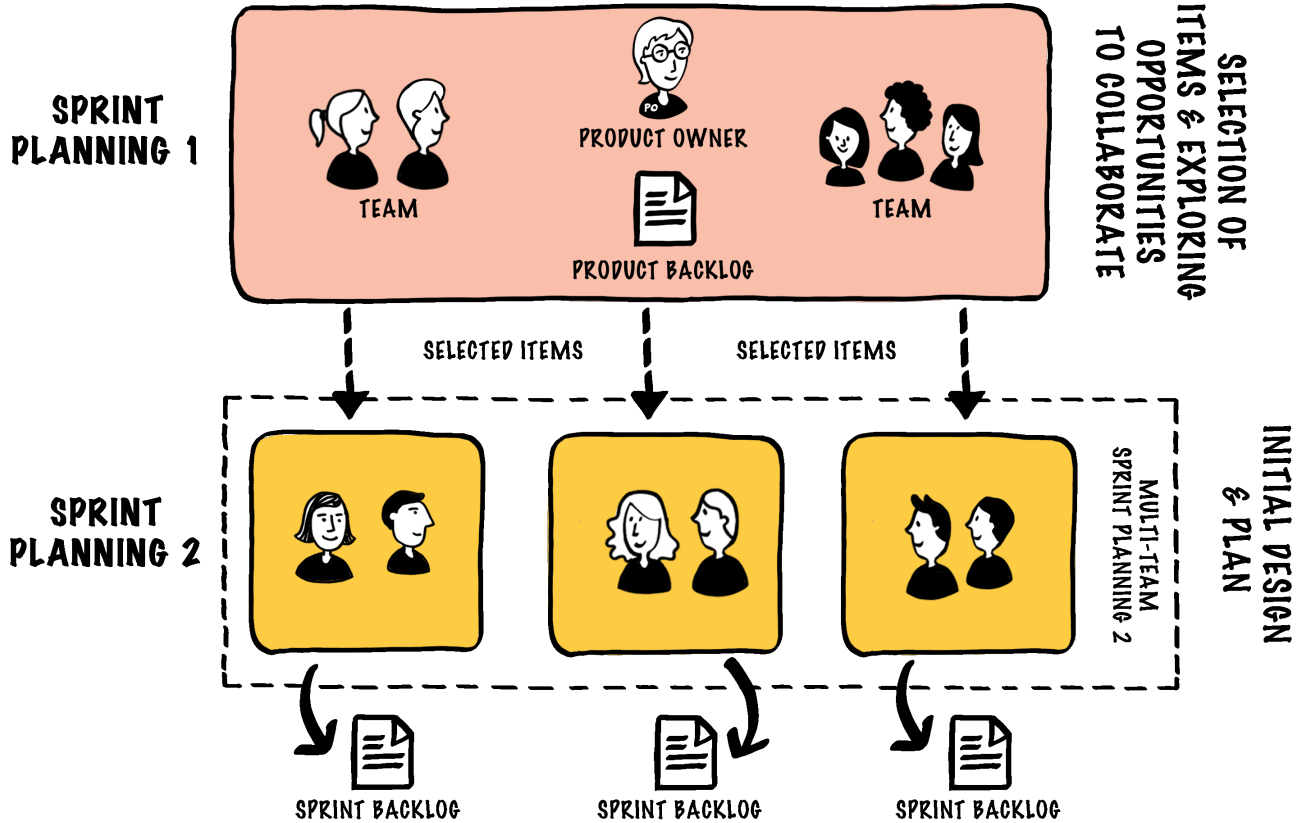 SPRINT
PLANNING 1
PO
PRODUCT OWNER
TEAM
TEAM
PRODUCT BACKLOG
SELECTION OF
ITEMS & EXPLORING
OPPORTUNITIES
TO COLLABORATE
SELECTED ITEMS
SELECTED ITEMS
SPRINT
PLANNING 2
MULTI-TEAM
SPRINT PLANNING 2
INITIAL DESIGN
& PLAN
SPRINT BACKLOG
SPRINT BACKLOG
SPRINT BACKLOG